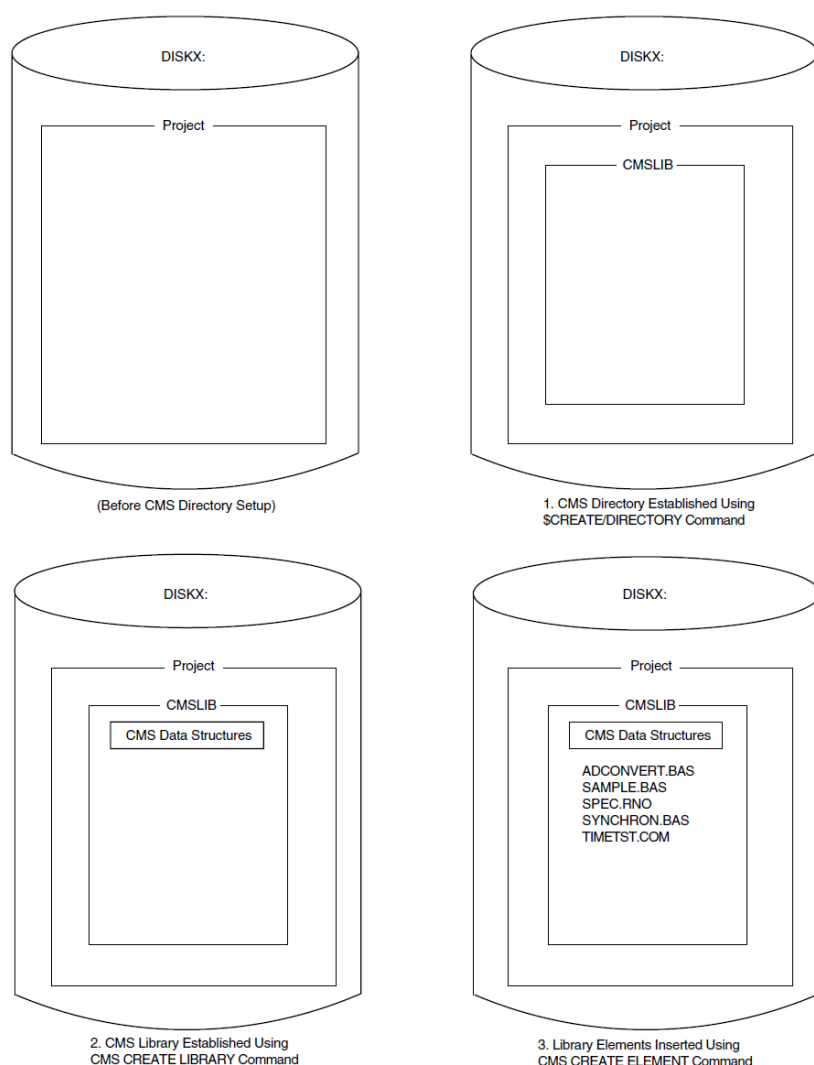 DISKX:
Project
(Before CMS Directory Setup)
DISKX:
Project
CMSLIB
1. CMS Directory Established Using
$CREATE/DIRECTORY Command
DISKX:
Project
CMSLIB
CMS Data Structures
2. CMS Library Established Using
CMS CREATE LIBRARY Command
DISKX:
Project
CMSLIB
CMS Data Structures
ADCONVERT.BAS
SAMPLE.BAS
SPEC.RNO
SYNCHRON.BAS
TIMETST.COM
3. Library Elements Inserted Using
CMS CREATE ELEMENT Command